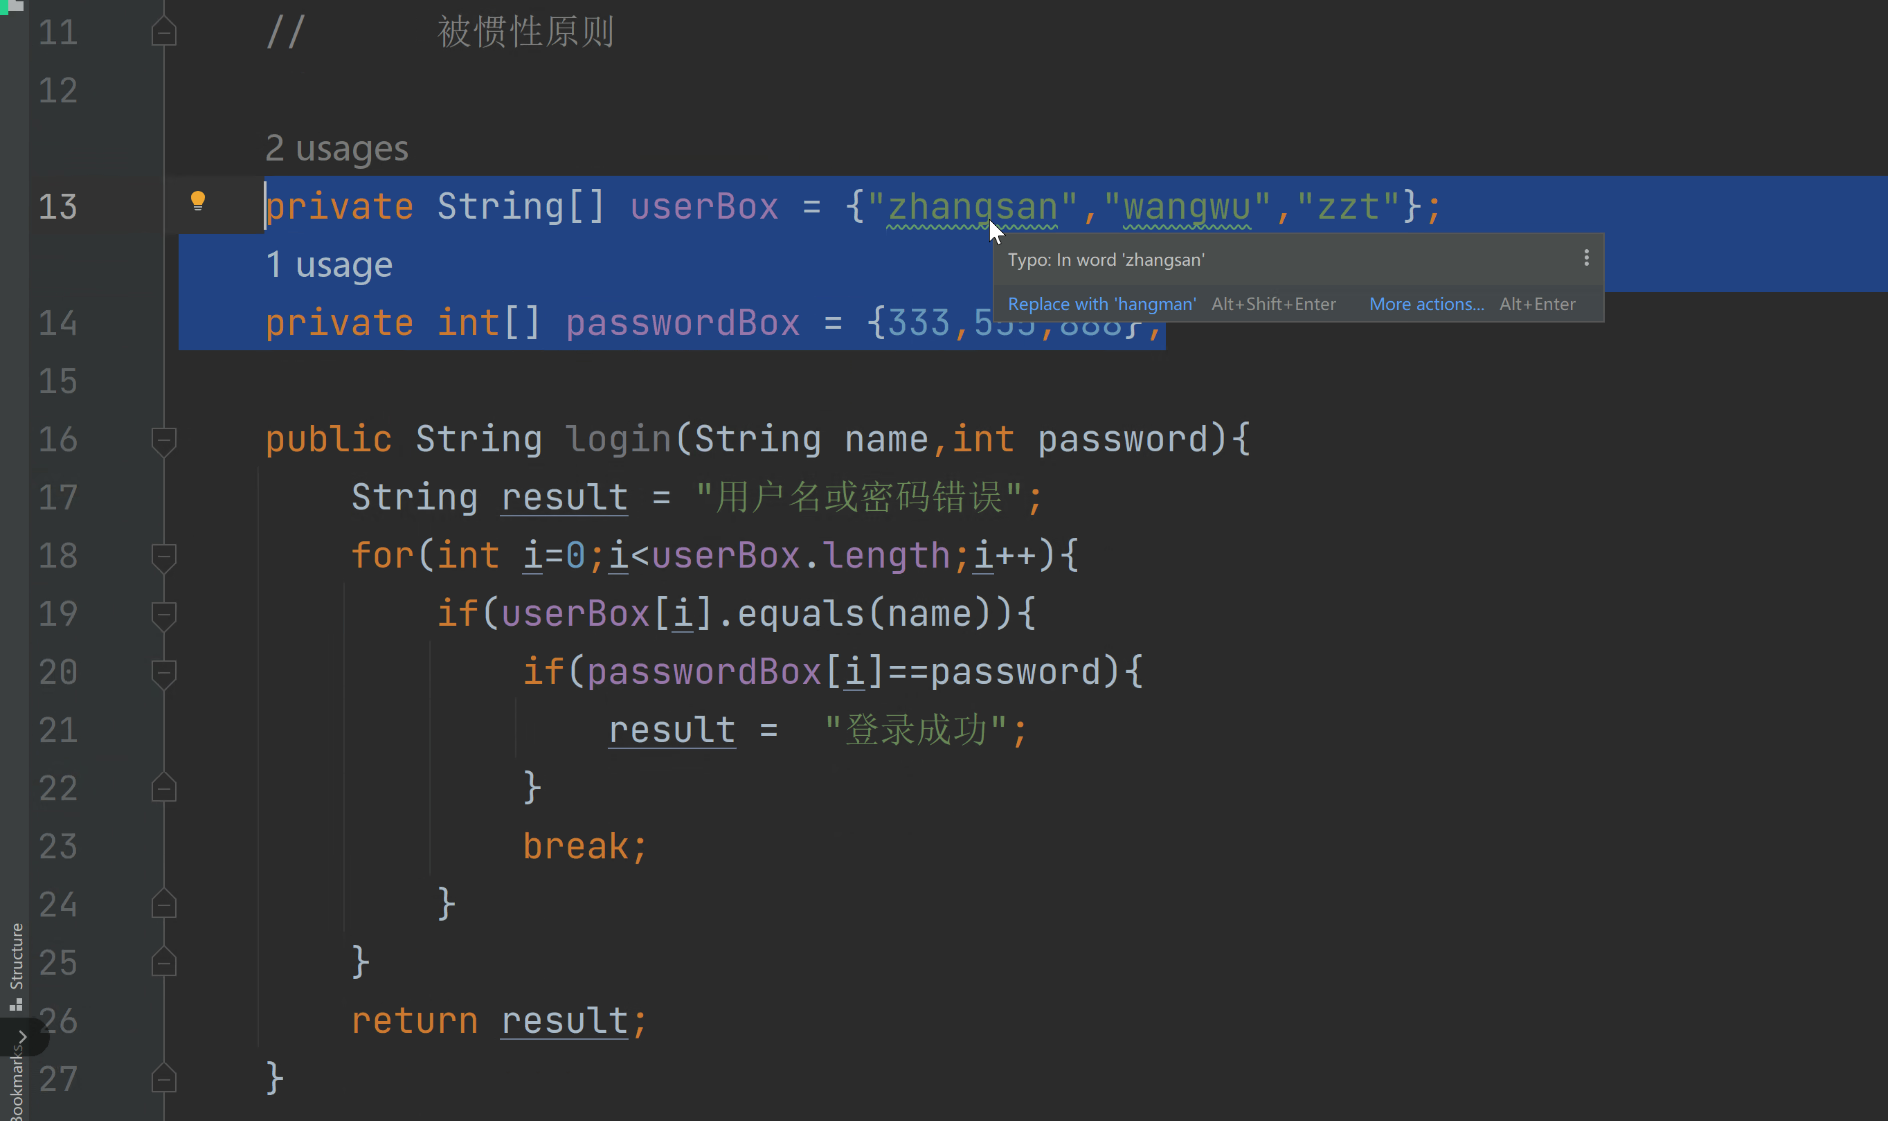 11 // 被惯性原则
12
2 usages
13 private String[] userBox = {"zhangsan","wangwu","zzt"};
1 usage
Typo: In word 'zhangsan'
Replace with 'hangman' Alt+Shift+Enter More actions... Alt+Enter
14 private int[] passwordBox = {333,555,888};
15
16 public String login(String name,int password){
17 String result = "用户名或密码错误";
18 for(int i=0;i<userBox.length;i++){
19 if(userBox[i].equals(name)){
20 if(passwordBox[i]==password){
21 result = "登录成功";
22 }
23 break;
24 }
25 }
26 return result;
27 }
Structure
Bookmarks